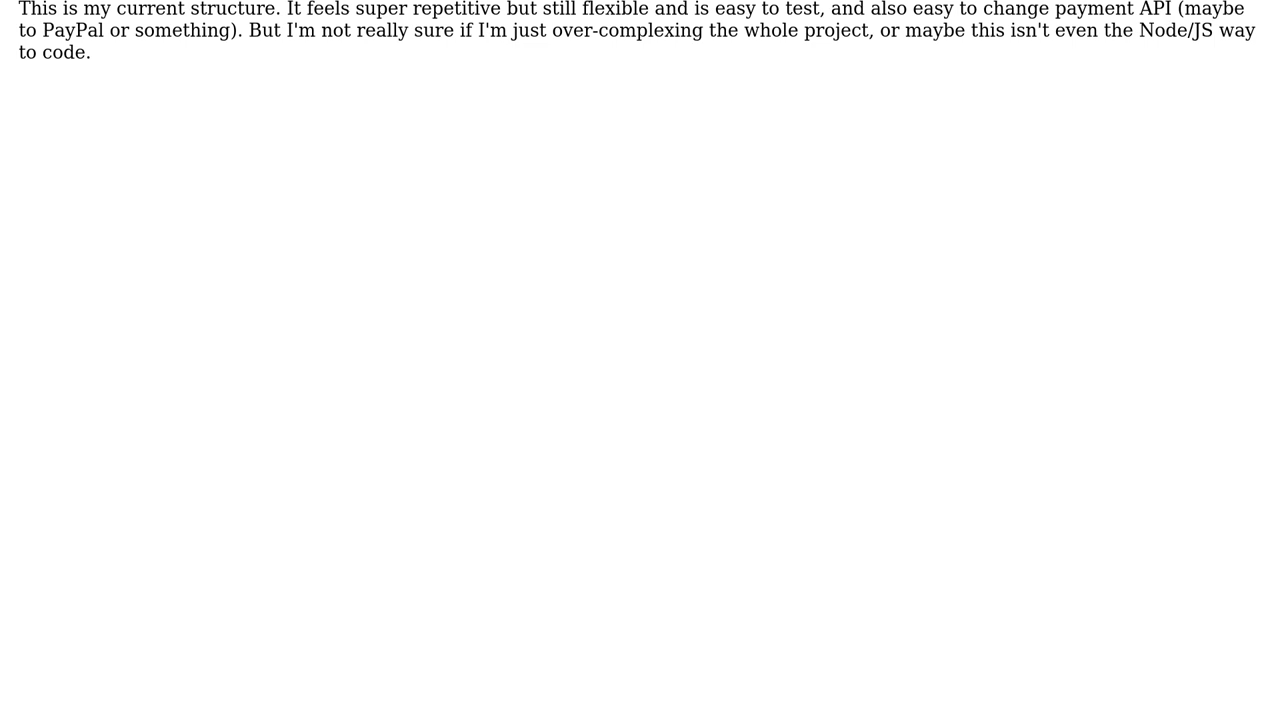 This is my current structure. It feels super repetitive but still flexible and is easy to test, and also easy to change payment API (maybe
to PayPal or something). But I'm not really sure if I'm just over-complexing the whole project, or maybe this isn't even the Node/JS way
to code.